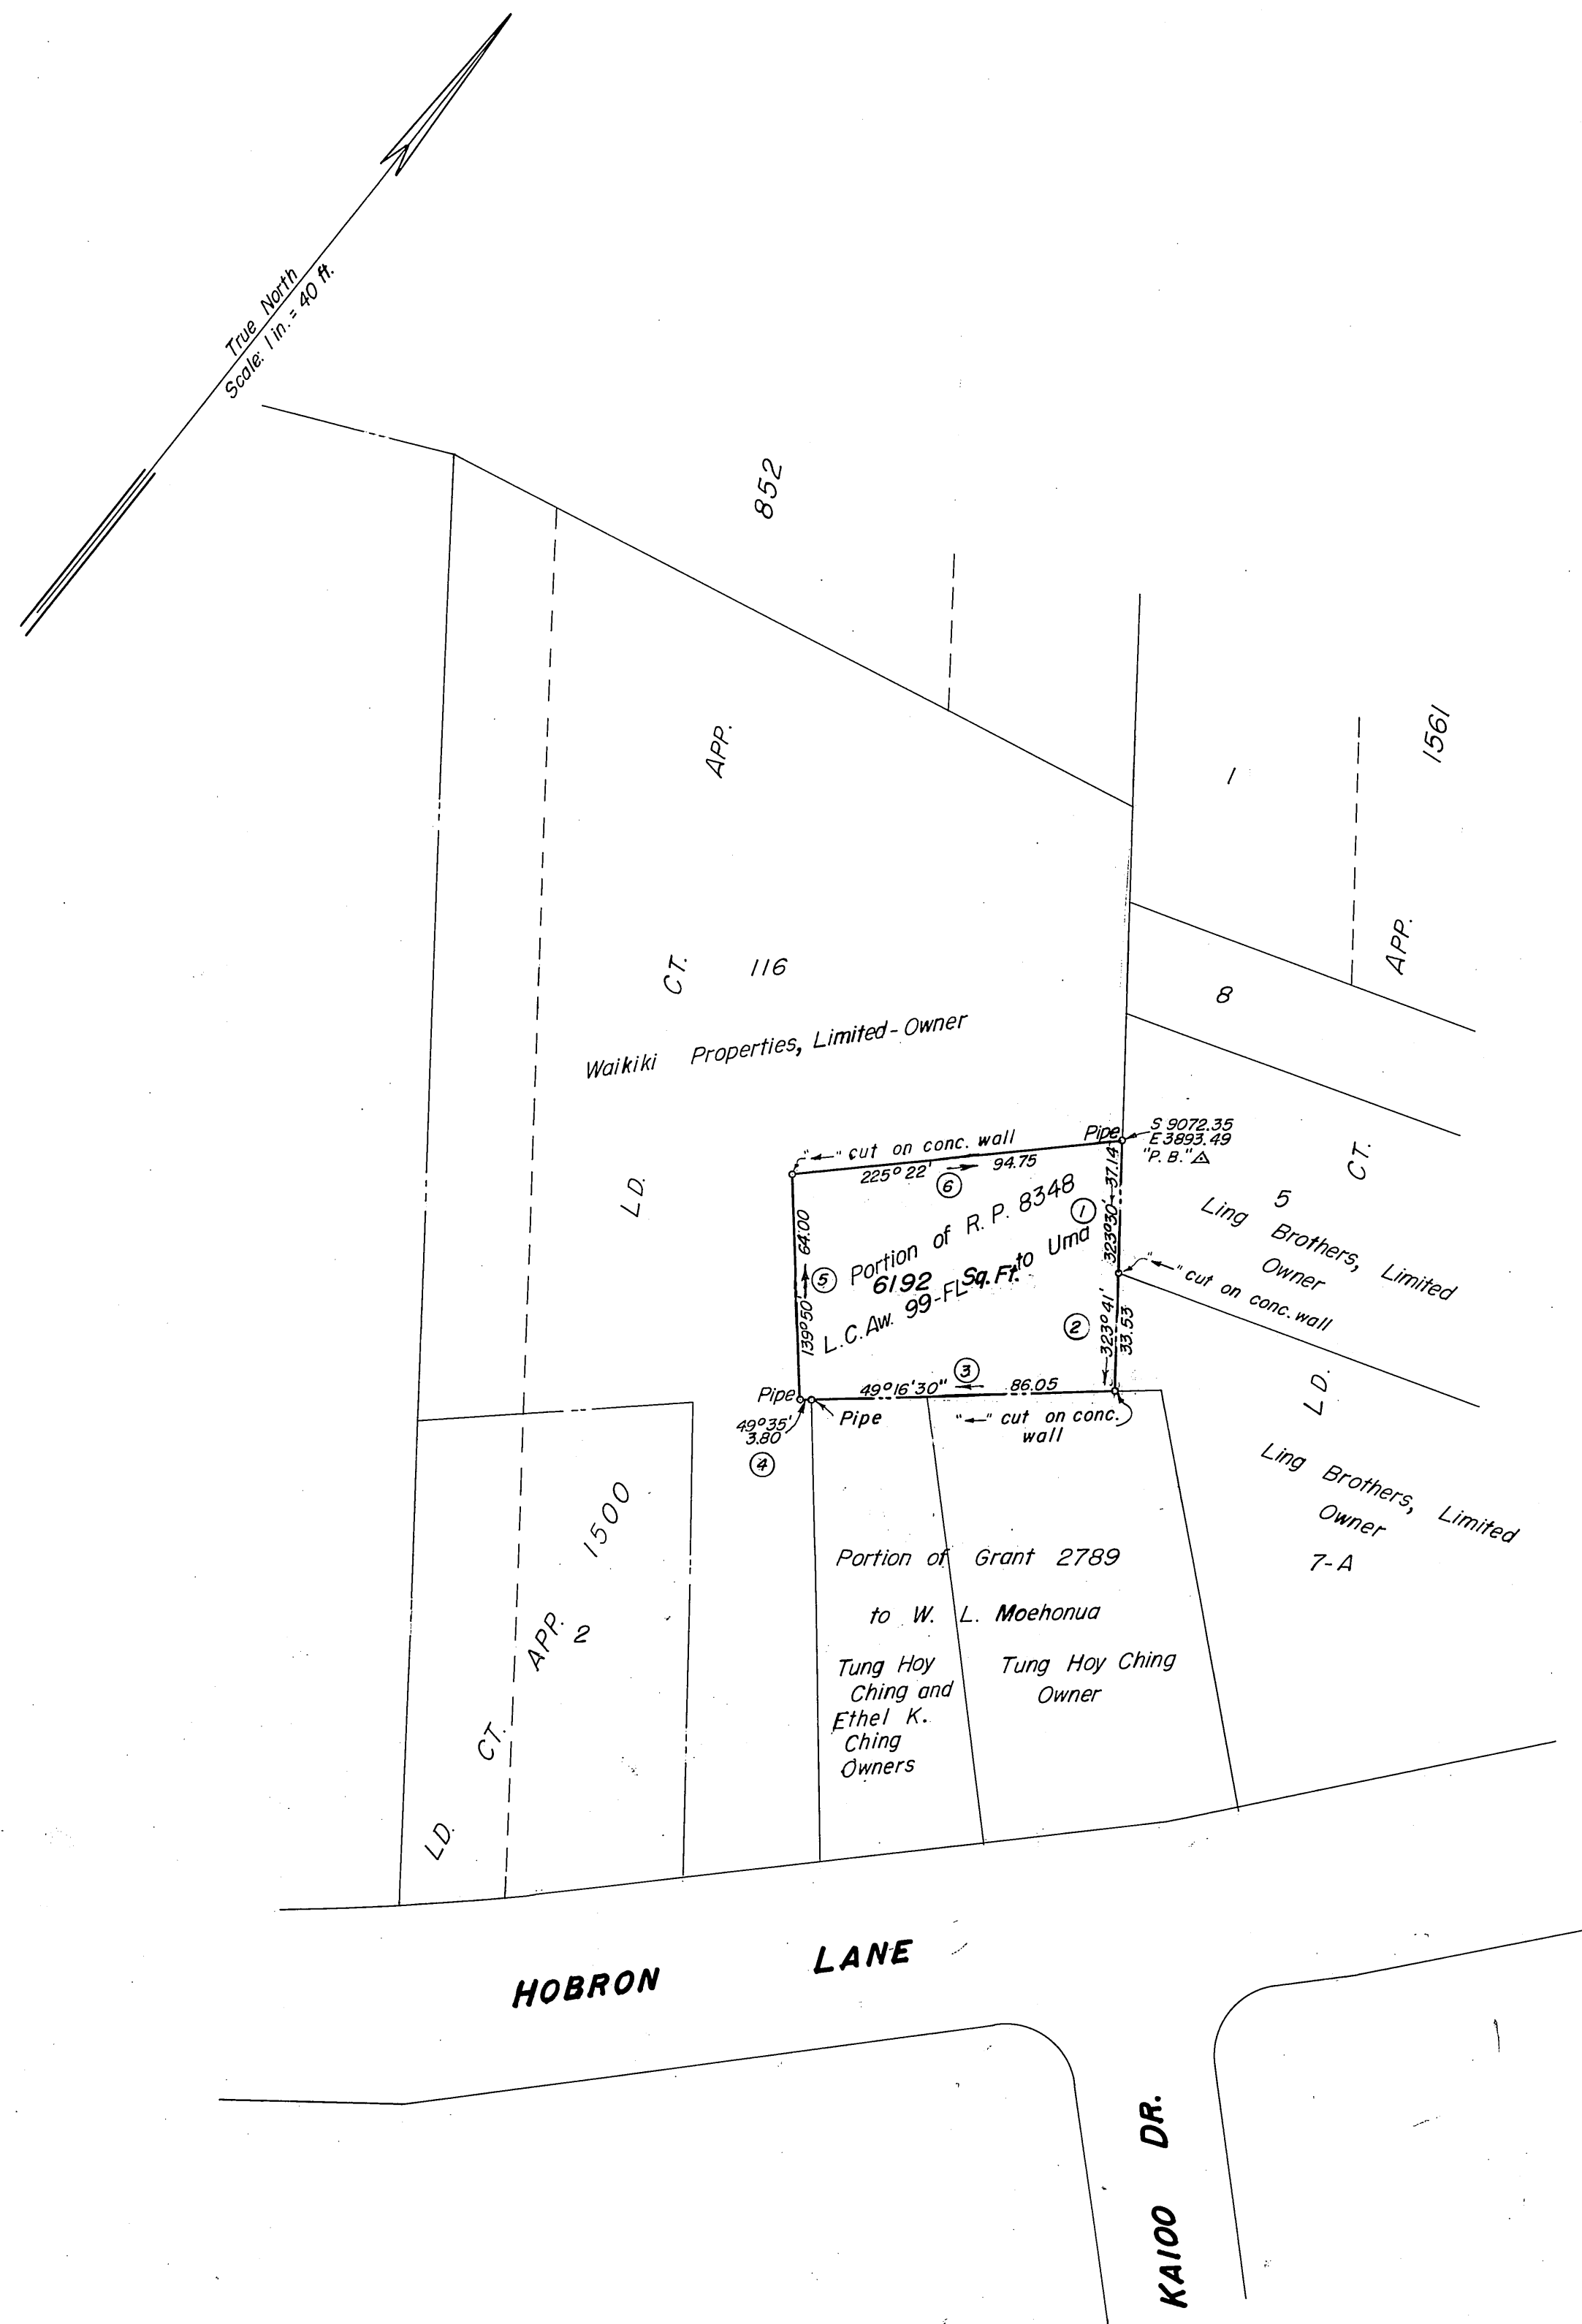 True North
Scale: 1 in. = 40 ft.
852
APP.
1561
1
APP.
CT.
116
8
Waikiki Properties, Limited - Owner
S 9072.35
E 3893.49
"P. B." △
Pipe
"←" cut on conc. wall
225° 22' → 94.75
6
CT.
LD.
323°30' ← 37.14
1
5
Ling Brothers, Limited
Owner
64.00
139°50'
5
Portion of R. P. 8348
6192 Sq. Ft.
L.C. Aw. 99-FL to Uma
"←" cut on conc. wall
2
323° 41'
33.53
3
49°16'30" ← 86.05
Pipe
Pipe
49°35'
3.80
4
"←" cut on conc.
wall
LD.
Ling Brothers, Limited
Owner
7-A
1500
APP.
2
CT.
LD.
Portion of Grant 2789
to W. L. Moehonua
Tung Hoy
Ching and
Ethel K.
Ching
Owners
Tung Hoy Ching
Owner
HOBRON LANE
KAIOO DR.